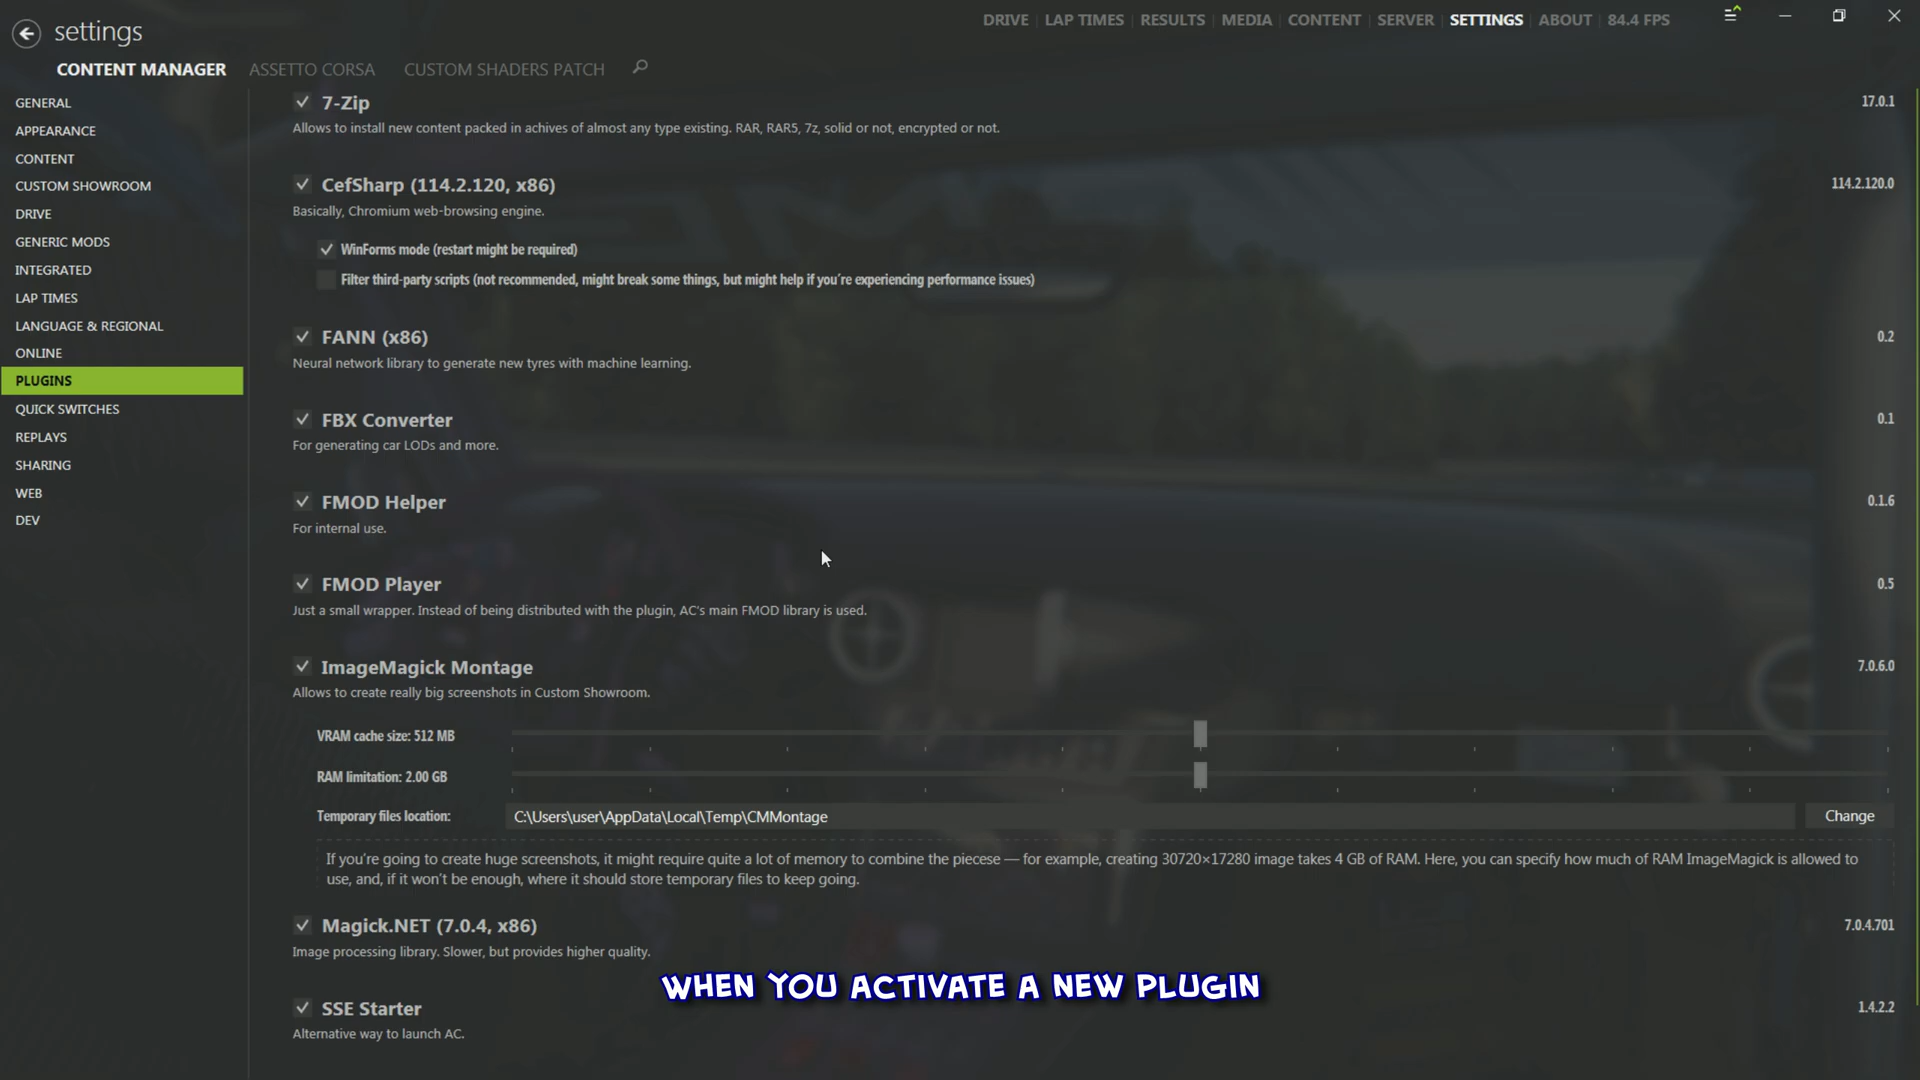 settings
DRIVE LAP TIMES RESULTS MEDIA CONTENT SERVER SETTINGS ABOUT 84.4 FPS
CONTENT MANAGER ASSETTO CORSA CUSTOM SHADERS PATCH
GENERAL
APPEARANCE
CONTENT
CUSTOM SHOWROOM
DRIVE
GENERIC MODS
INTEGRATED
LAP TIMES
LANGUAGE & REGIONAL
ONLINE
PLUGINS
QUICK SWITCHES
REPLAYS
SHARING
WEB
DEV
7-Zip 17.0.1
Allows to install new content packed in achives of almost any type existing. RAR, RAR5, 7z, solid or not, encrypted or not.
CefSharp (114.2.120, x86) 114.2.120.0
Basically, Chromium web-browsing engine.
WinForms mode (restart might be required)
Filter third-party scripts (not recommended, might break some things, but might help if you're experiencing performance issues)
FANN (x86) 0.2
Neural network library to generate new tyres with machine learning.
FBX Converter 0.1
For generating car LODs and more.
FMOD Helper 0.1.6
For internal use.
FMOD Player 0.5
Just a small wrapper. Instead of being distributed with the plugin, AC's main FMOD library is used.
ImageMagick Montage 7.0.6.0
Allows to create really big screenshots in Custom Showroom.
VRAM cache size: 512 MB
RAM limitation: 2.00 GB
Temporary files location: C:\Users\user\AppData\Local\Temp\CMMontage Change
If you're going to create huge screenshots, it might require quite a lot of memory to combine the piecese — for example, creating 30720×17280 image takes 4 GB of RAM. Here, you can specify how much of RAM ImageMagick is allowed to
use, and, if it won't be enough, where it should store temporary files to keep going.
Magick.NET (7.0.4, x86) 7.0.4.701
Image processing library. Slower, but provides higher quality.
WHEN YOU ACTIVATE A NEW PLUGIN
SSE Starter 1.4.2.2
Alternative way to launch AC.